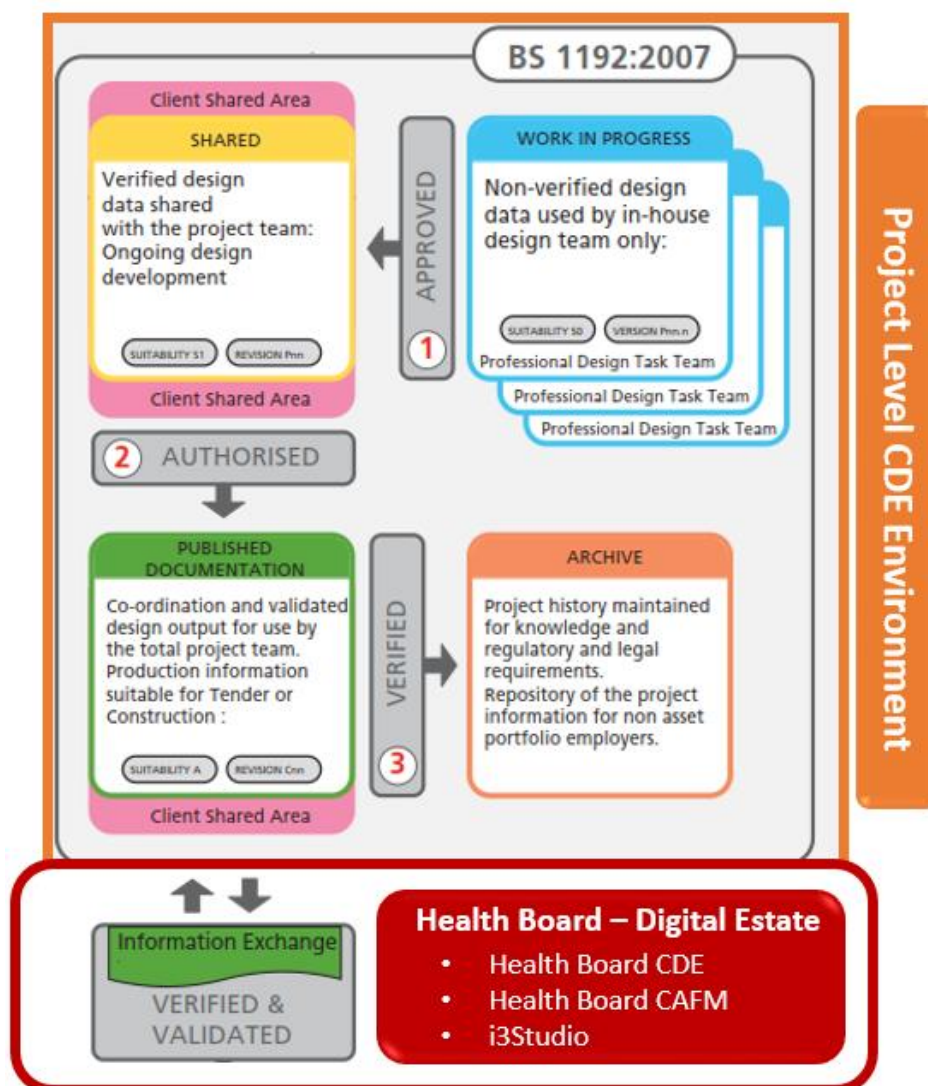 BS 1192:2007
Client Shared Area
SHARED
Verified design
data shared
with the project team:
Ongoing design
development
SUITABILITY S1
REVISION Pnn
Client Shared Area
APPROVED
1
WORK IN PROGRESS
Non-verified design
data used by in-house
design team only:
SUITABILITY S0
VERSION Pnn.n
Professional Design Task Team
Professional Design Task Team
Professional Design Task Team
2
AUTHORISED
PUBLISHED
DOCUMENTATION
Co-ordination and validated
design output for use by
the total project team.
Production information
suitable for Tender or
Construction :
SUITABILITY A
REVISION Cnn
Client Shared Area
VERIFIED
3
ARCHIVE
Project history maintained
for knowledge and
regulatory and legal
requirements.
Repository of the project
information for non asset
portfolio employers.
Project Level CDE Environment
Information Exchange
VERIFIED &
VALIDATED
Health Board – Digital Estate
• Health Board CDE
• Health Board CAFM
• i3Studio